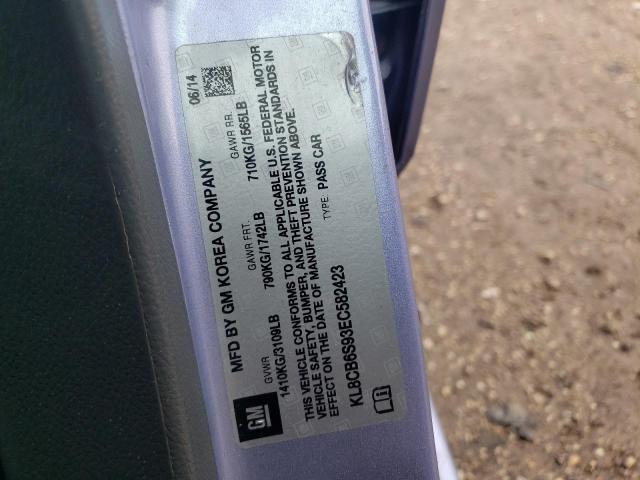 MFD BY GM KOREA COMPANY 06/14
GM
GVWR GAWR FRT. GAWR RR.
1410KG/3109LB 790KG/1742LB 710KG/1565LB
THIS VEHICLE CONFORMS TO ALL APPLICABLE U.S. FEDERAL MOTOR
VEHICLE SAFETY, BUMPER, AND THEFT PREVENTION STANDARDS IN
EFFECT ON THE DATE OF MANUFACTURE SHOWN ABOVE.
TYPE: PASS CAR
KL8CB6S93EC582423